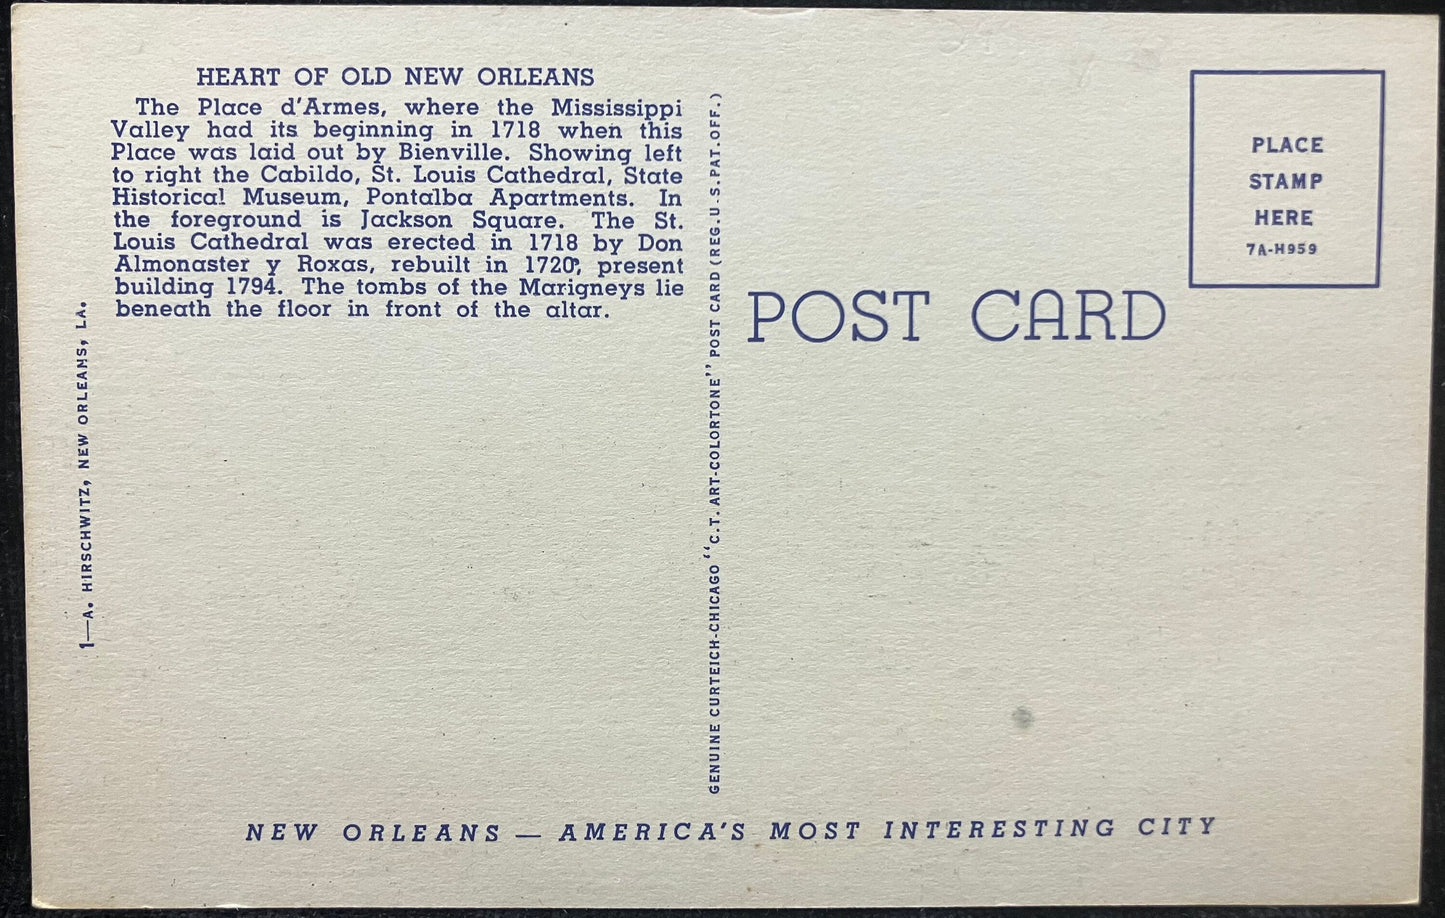 HEART OF OLD NEW ORLEANS
The Place d'Armes, where the Mississippi
Valley had its beginning in 1718 when this
Place was laid out by Bienville. Showing left
to right the Cabildo, St. Louis Cathedral, State
Historical Museum, Pontalba Apartments. In
the foreground is Jackson Square. The St.
Louis Cathedral was erected in 1718 by Don
Almonaster y Roxas, rebuilt in 1720, present
building 1794. The tombs of the Marigneys lie
beneath the floor in front of the altar.
1—A. HIRSCHWITZ, NEW ORLEANS, LA.
GENUINE CURTEICH-CHICAGO "C.T. ART-COLORTONE" POST CARD (REG. U.S. PAT. OFF.)
POST CARD
PLACE
STAMP
HERE
7A-H959
NEW ORLEANS — AMERICA'S MOST INTERESTING CITY